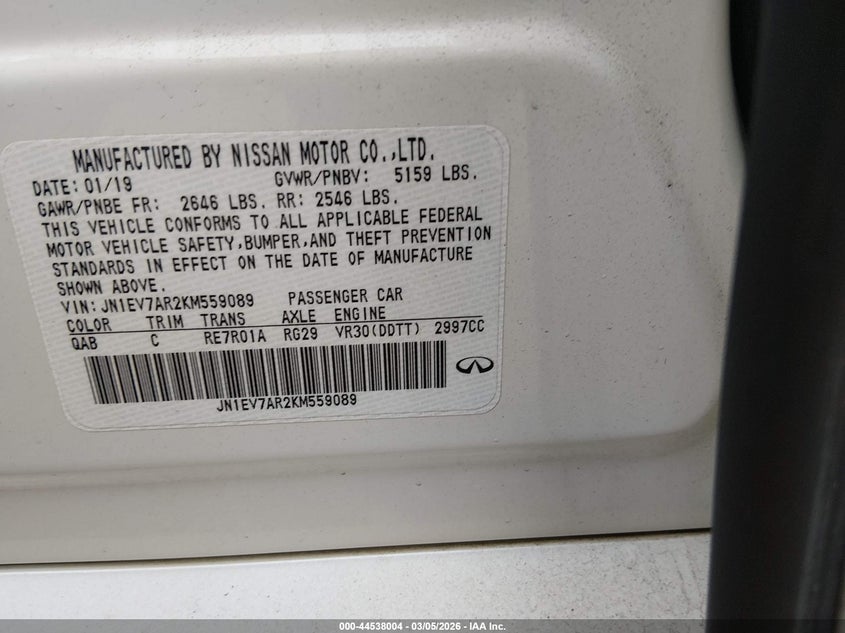 MANUFACTURED BY NISSAN MOTOR CO.,LTD.
DATE: 01/19 GVWR/PNBV: 5159 LBS.
GAWR/PNBE FR: 2646 LBS. RR: 2546 LBS.
THIS VEHICLE CONFORMS TO ALL APPLICABLE FEDERAL
MOTOR VEHICLE SAFETY,BUMPER,AND THEFT PREVENTION
STANDARDS IN EFFECT ON THE DATE OF MANUFACTURE
SHOWN ABOVE.
VIN: JN1EV7AR2KM559089 PASSENGER CAR
COLOR TRIM TRANS AXLE ENGINE
QAB C RE7R01A RG29 VR30(DDTT) 2997CC
JN1EV7AR2KM559089
000-44538004 | 03/05/2026 - IAA Inc.